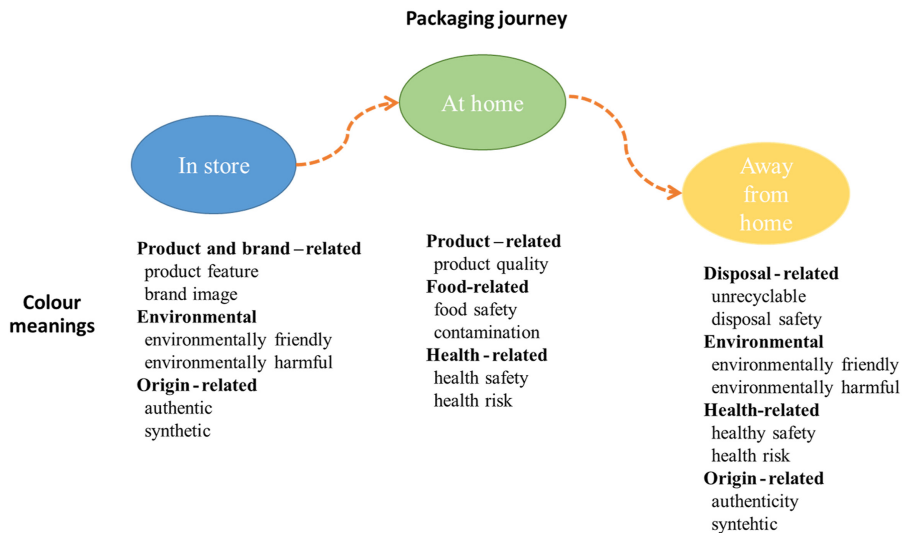 Packaging journey
In store
At home
Away
from
home
Colour
meanings
Product and brand – related
product feature
brand image
Environmental
environmentally friendly
environmentally harmful
Origin - related
authentic
synthetic
Product – related
product quality
Food-related
food safety
contamination
Health - related
health safety
health risk
Disposal - related
unrecyclable
disposal safety
Environmental
environmentally friendly
environmentally harmful
Health-related
healthy safety
health risk
Origin - related
authenticity
syntehtic